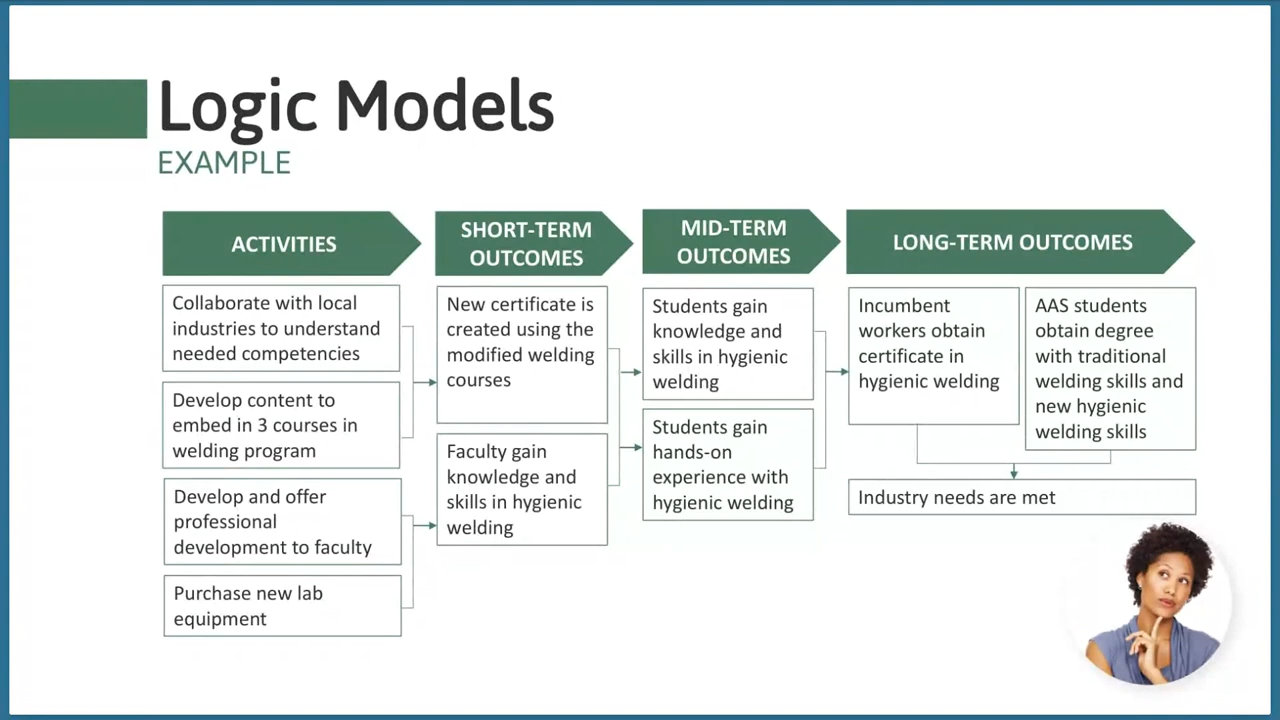 Logic Models
EXAMPLE
ACTIVITIES
Collaborate with local
industries to understand
needed competencies
Develop content to
embed in 3 courses in
welding program
Develop and offer
professional
development to faculty
Purchase new lab
equipment
SHORT-TERM
OUTCOMES
New certificate is
created using the
modified welding
courses
Faculty gain
knowledge and
skills in hygienic
welding
MID-TERM
OUTCOMES
Students gain
knowledge and
skills in hygienic
welding
Students gain
hands-on
experience with
hygienic welding
LONG-TERM OUTCOMES
Incumbent
workers obtain
certificate in
hygienic welding
AAS students
obtain degree
with traditional
welding skills and
new hygienic
welding skills
Industry needs are met